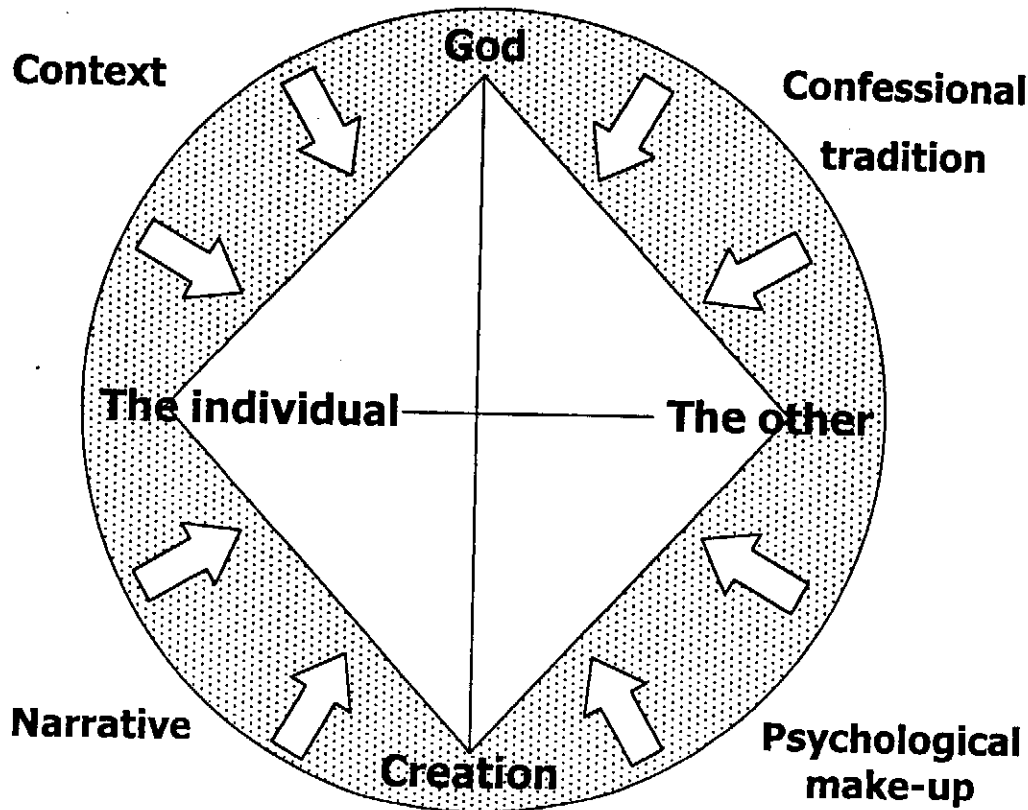 God
Context
Confessional
tradition
The individual
The other
Narrative
Creation
Psychological
make-up